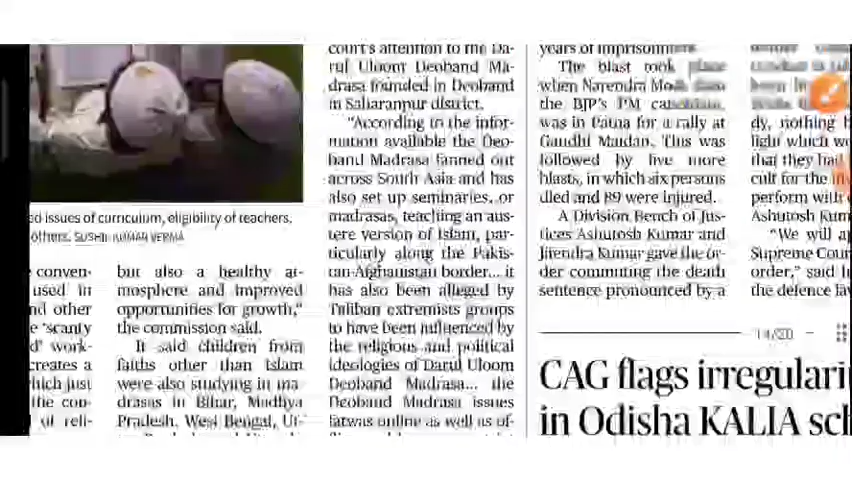 ed issues of curriculum, eligibility of teachers,
others. SUSHIL KUMAR VERMA
conven-
used in
nd other
e 'scanty
d' work-
creates a
hich just
the con-
of reli-
but also a healthy at-
mosphere and improved
opportunities for growth,"
the commission said.
It said children from
faiths other than Islam
were also studying in ma-
drasas in Bihar, Madhya
Pradesh, West Bengal, Ut-
court's attention to the Da-
rul Uloom Deoband Ma-
drasa founded in Deoband
in Saharanpur district.
"According to the infor-
mation available the Deo-
band Madrasa fanned out
across South Asia and has
also set up seminaries, or
madrasas, teaching an aus-
tere version of Islam, par-
ticularly along the Pakis-
tan-Afghanistan border... it
has also been alleged by
Taliban extremists groups
to have been influenced by
the religious and political
ideologies of Darul Uloom
Deoband Madrasa... the
Deoband Madrasa issues
fatwas online as well as of-
years of imprisonment.
The blast took place
when Narendra Modi, then
the BJP's PM candidate,
was in Patna for a rally at
Gandhi Maidan. This was
followed by five more
blasts, in which six persons
died and 89 were injured.
A Division Bench of Jus-
tices Ashutosh Kumar and
Jitendra Kumar gave the or-
der commuting the death
sentence pronounced by a
dy, nothing
light which
that they had
cult for the
perform with
Ashutosh Kum
"We will a
Supreme Cour
order," said
the defence la
14/20
CAG flags irregulari
in Odisha KALIA sch